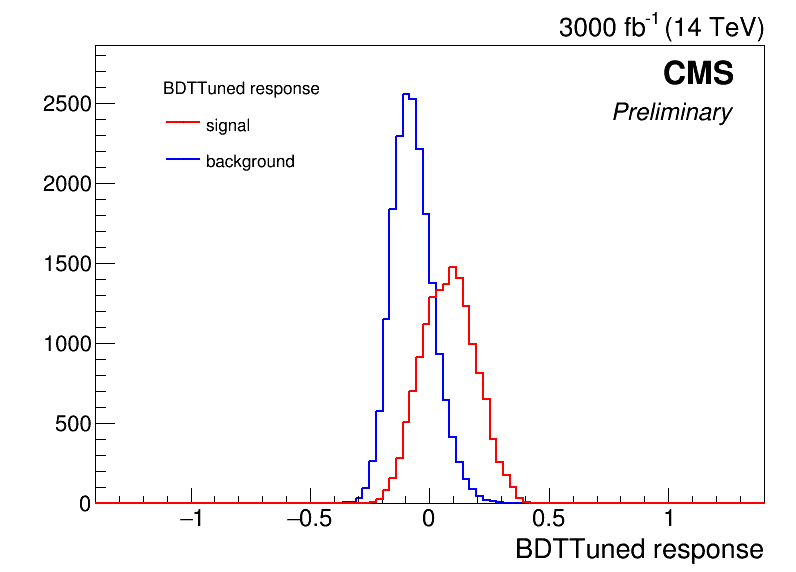 3000 fb⁻¹ (14 TeV)
CMS
Preliminary
BDTTuned response
signal
background
2500
2000
1500
1000
500
0
−1 −0.5 0 0.5 1
BDTTuned response